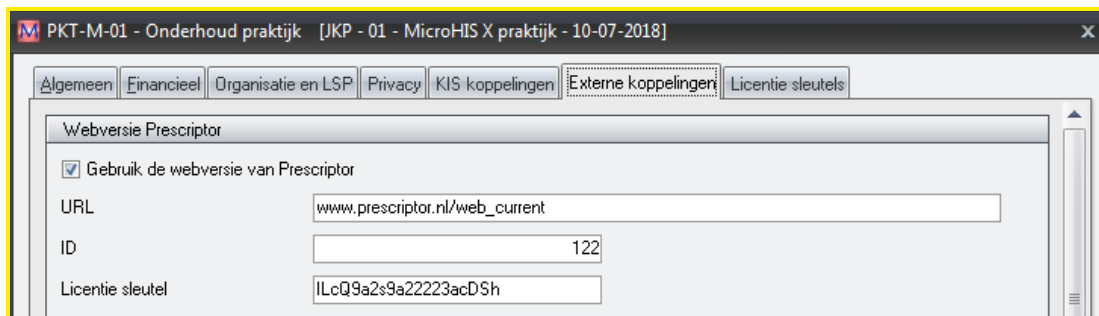 PKT-M-01 - Onderhoud praktijk [JKP - 01 - MicroHIS X praktijk - 10-07-2018]
Algemeen Financieel Organisatie en LSP Privacy KIS koppelingen Externe koppelingen Licentie sleutels
Webversie Prescriptor
Gebruik de webversie van Prescriptor
URL www.prescriptor.nl/web_current
ID 122
Licentie sleutel ILcQ9a2s9a22223acDSh